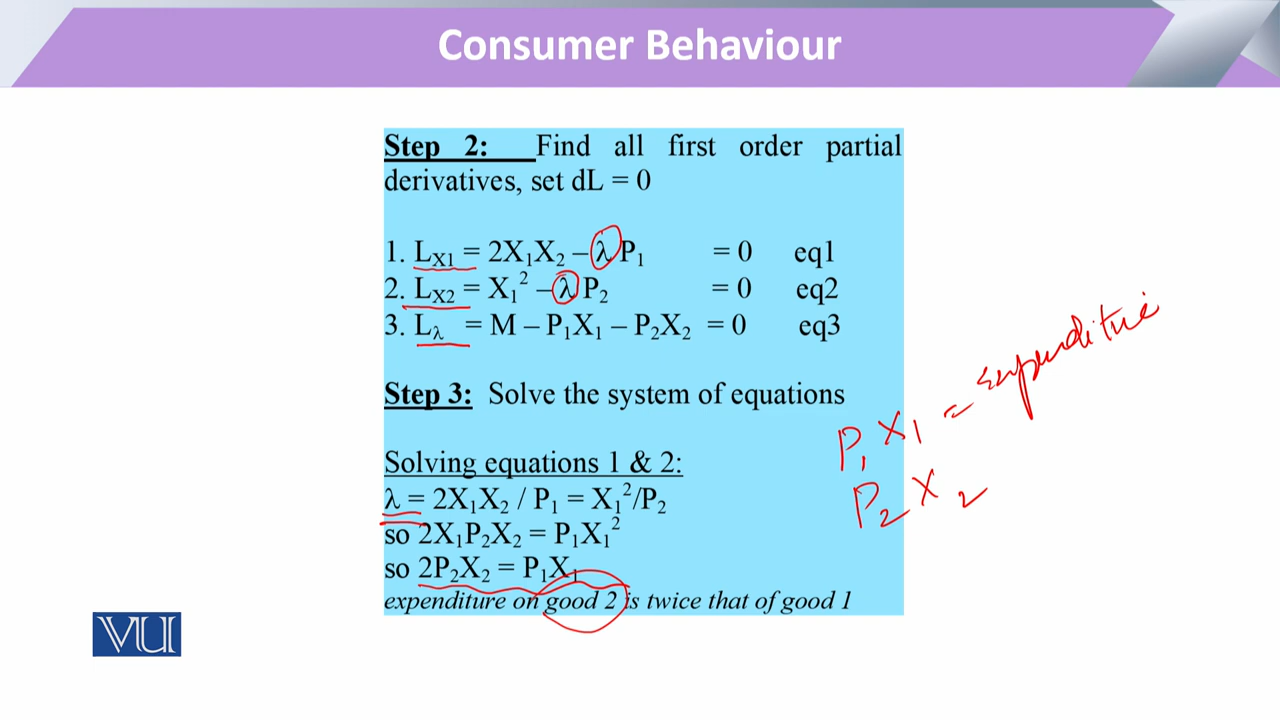 Consumer Behaviour
Step 2: Find all first order partial
derivatives, set dL = 0
1. L_X1 = 2X₁X₂ – λP₁ = 0 eq1
2. L_X2 = X₁² – λP₂ = 0 eq2
3. L_λ = M – P₁X₁ – P₂X₂ = 0 eq3
Step 3: Solve the system of equations
P₁ X₁ = expenditure
P₂ X₂
Solving equations 1 & 2:
λ = 2X₁X₂ / P₁ = X₁²/P₂
so 2X₁P₂X₂ = P₁X₁²
so 2P₂X₂ = P₁X₁
expenditure on good 2 is twice that of good 1
VU